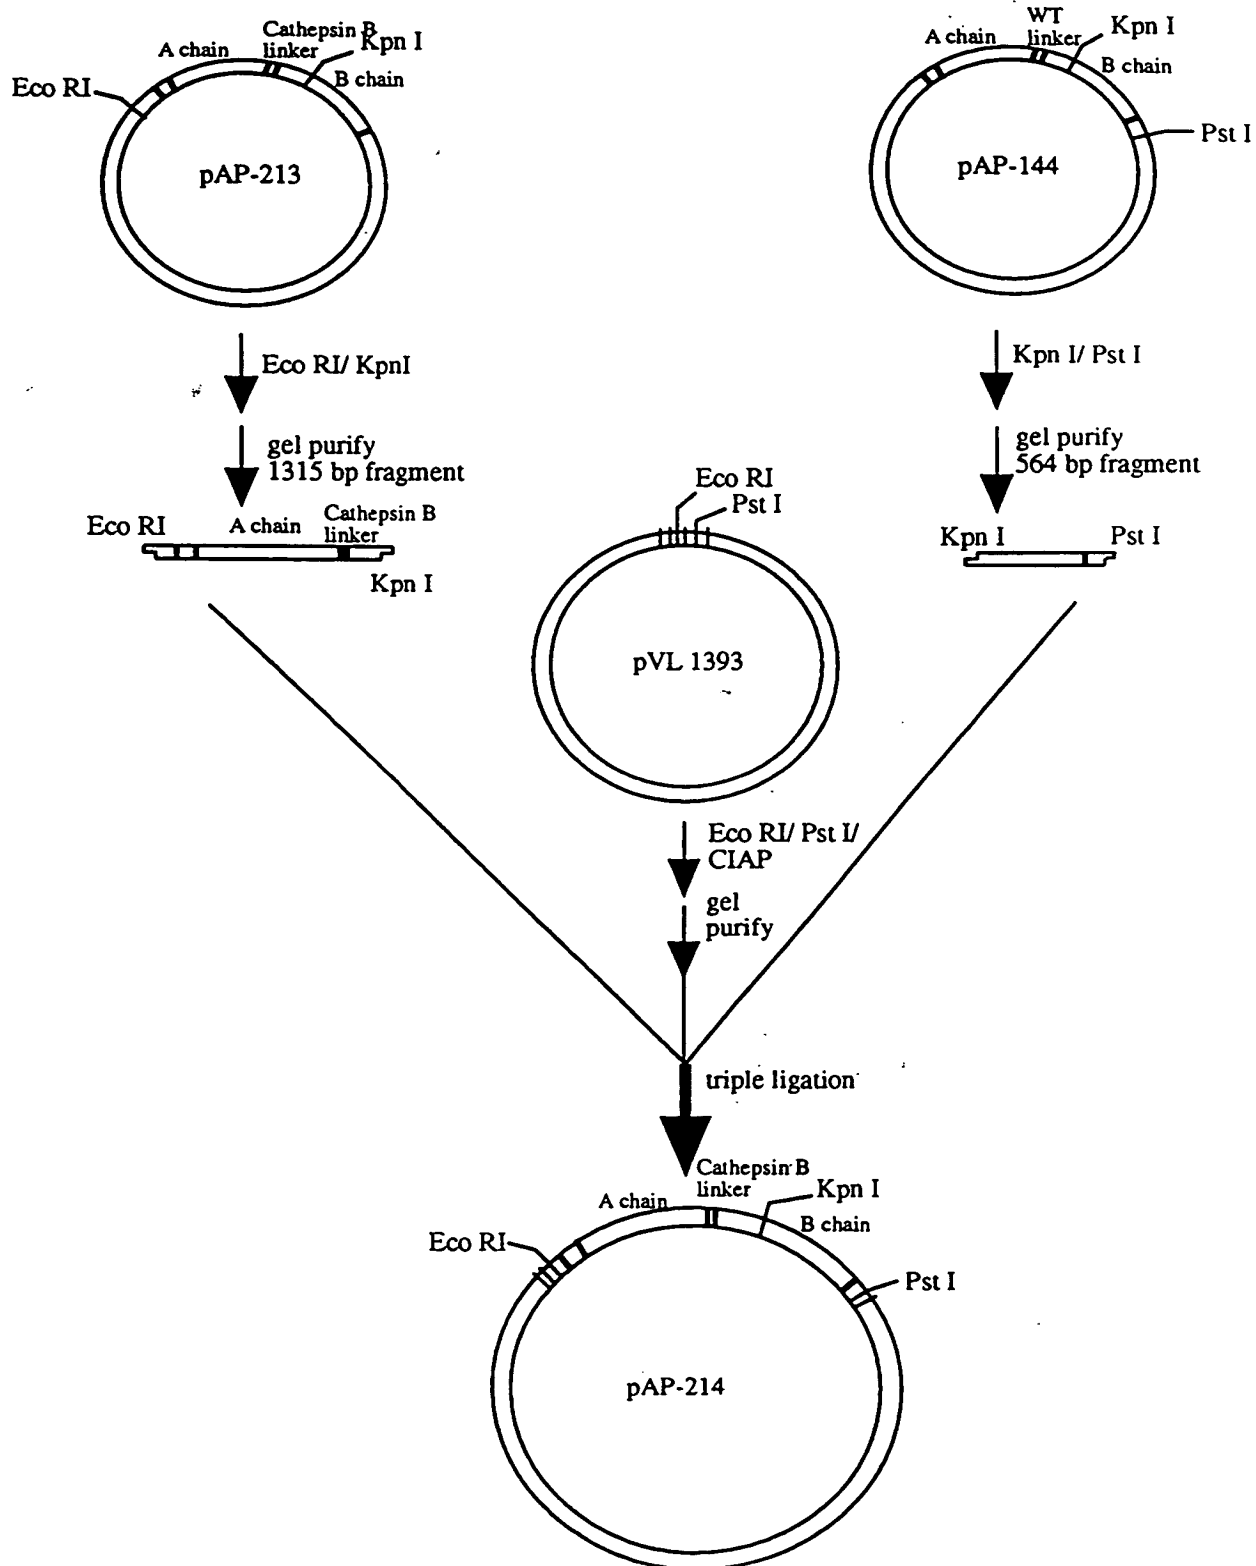 A chain
Cathepsin B
linker
Kpn I
B chain
Eco RI
pAP-213
A chain
WT
linker
Kpn I
B chain
Pst I
pAP-144
Eco RI/ KpnI
gel purify
1315 bp fragment
Kpn I/ Pst I
gel purify
564 bp fragment
Eco RI
A chain
Cathepsin B
linker
Kpn I
Eco RI
Pst I
Kpn I
Pst I
pVL 1393
Eco RI/ Pst I/
CIAP
gel
purify
triple ligation
Cathepsin B
linker
A chain
Kpn I
B chain
Eco RI
Pst I
pAP-214